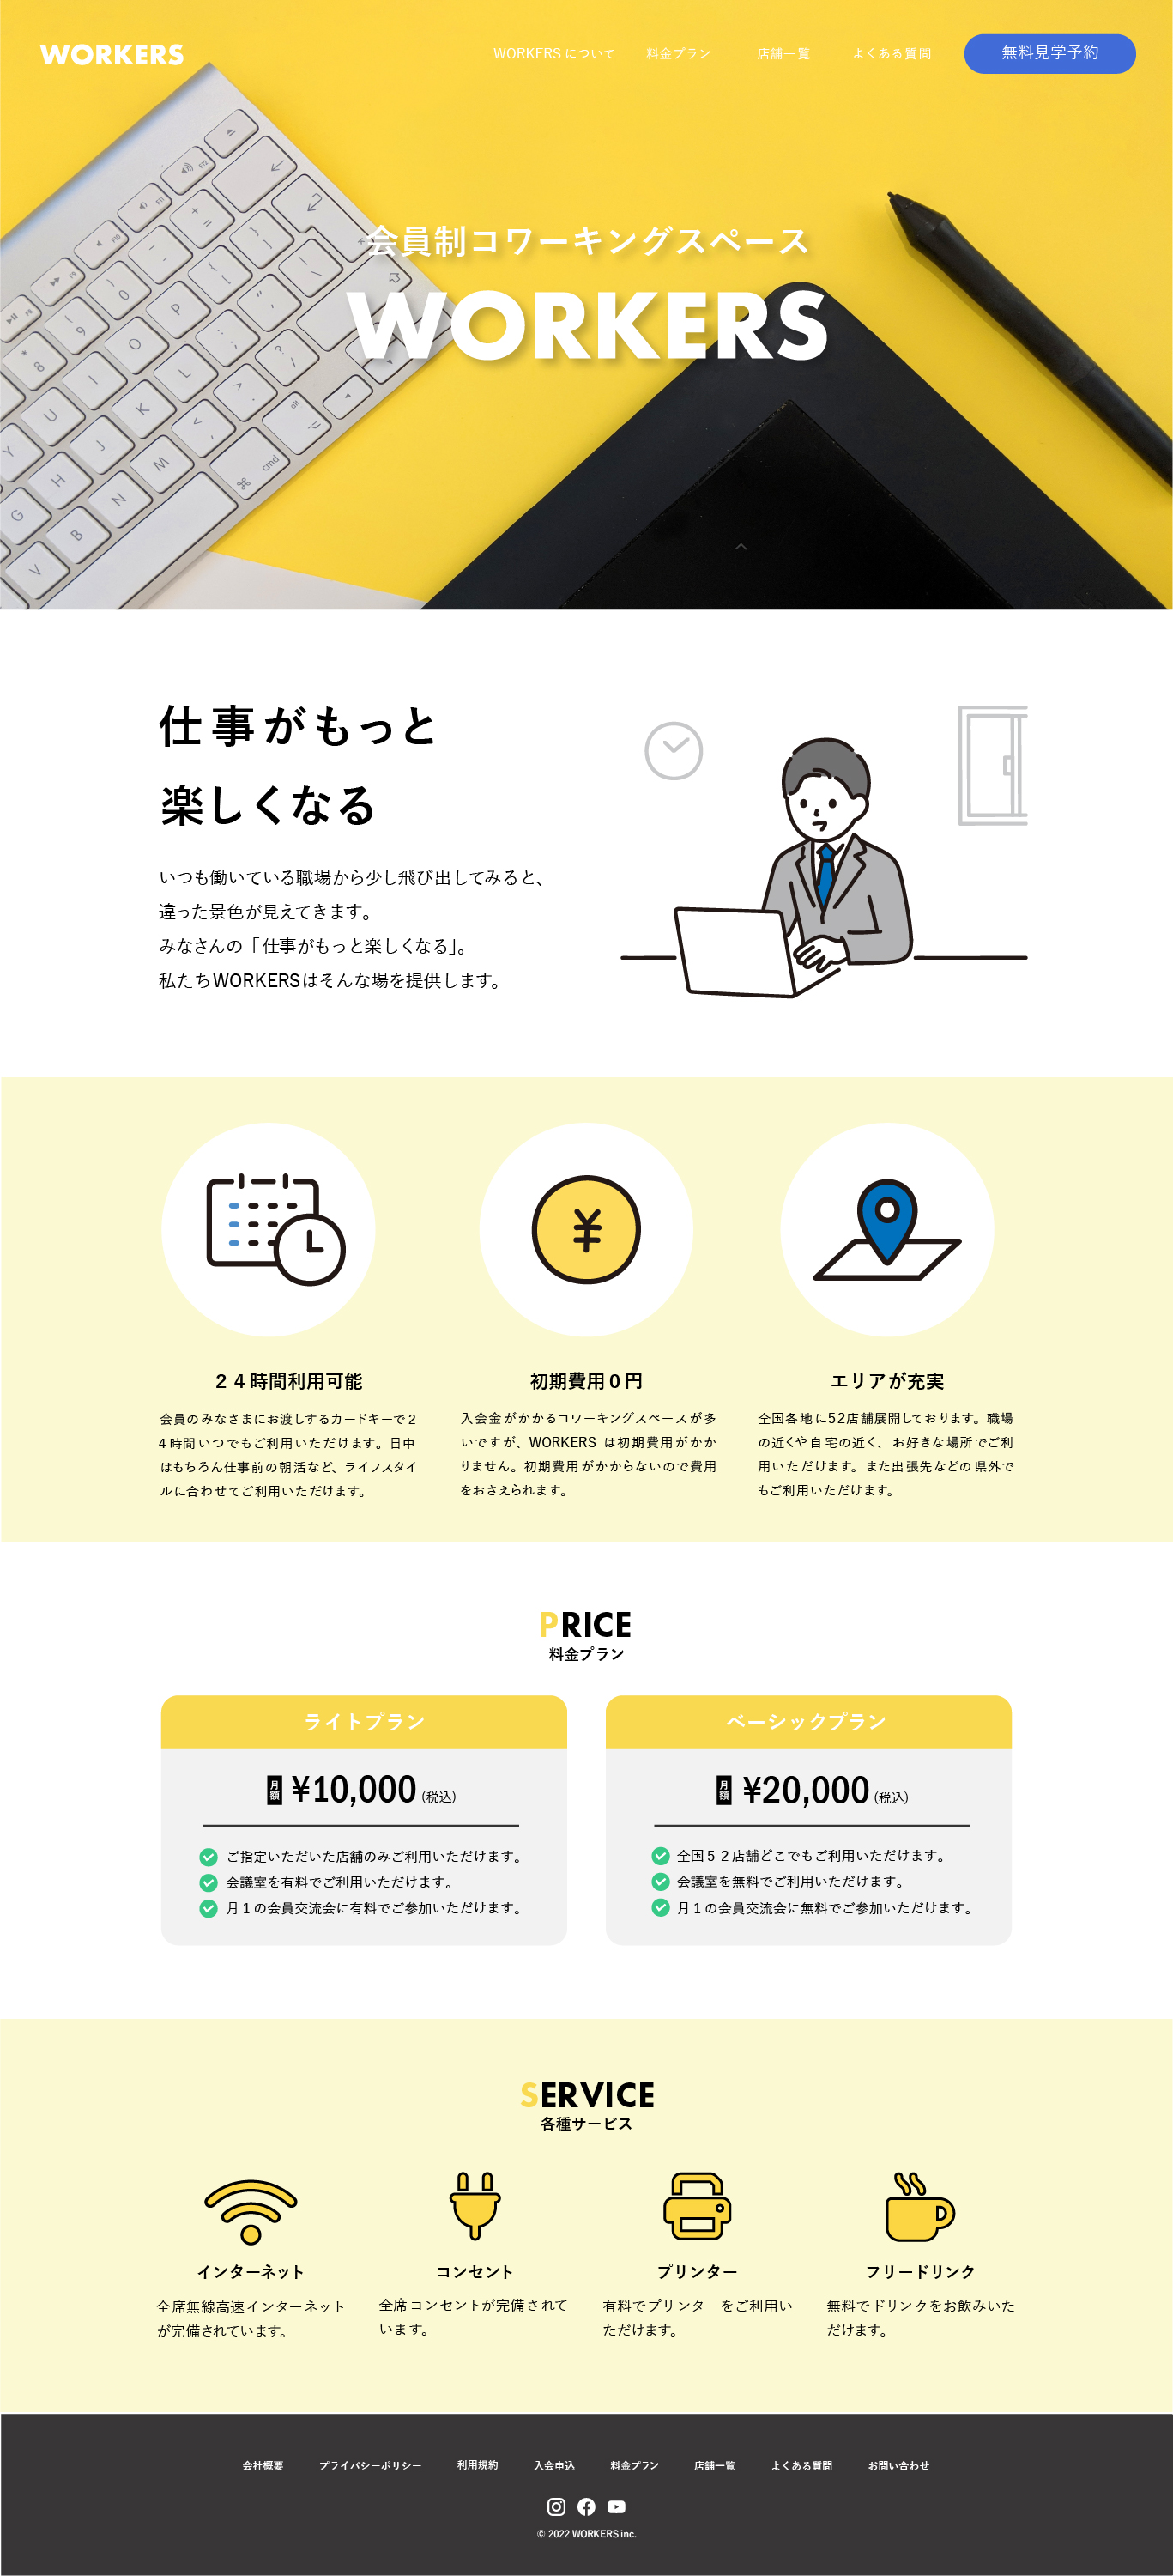 WORKERS
WORKERS について
料金プラン
店舗一覧
よくある質問
無料見学予約
会員制コワーキングスペース
WORKERS
仕事がもっと
楽しくなる
いつも働いている職場から少し飛び出してみると、
違った景色が見えてきます。
みなさんの「仕事がもっと楽しくなる」。
私たちWORKERSはそんな場を提供します。
２４時間利用可能
会員のみなさまにお渡しするカードキーで２
４時間いつでもご利用いただけます。日中
はもちろん仕事前の朝活など、ライフスタイ
ルに合わせてご利用いただけます。
初期費用０円
入会金がかかるコワーキングスペースが多
いですが、WORKERS は初期費用がかか
りません。初期費用がかからないので費用
をおさえられます。
エリアが充実
全国各地に52店舗展開しております。職場
の近くや自宅の近く、お好きな場所でご利
用いただけます。また出張先などの県外で
もご利用いただけます。
PRICE
料金プラン
ライトプラン
月額 ¥10,000 (税込)
ご指定いただいた店舗のみご利用いただけます。
会議室を有料でご利用いただけます。
月１の会員交流会に有料でご参加いただけます。
ベーシックプラン
月額 ¥20,000 (税込)
全国５２店舗どこでもご利用いただけます。
会議室を無料でご利用いただけます。
月１の会員交流会に無料でご参加いただけます。
SERVICE
各種サービス
インターネット
全席無線高速インターネット
が完備されています。
コンセント
全席コンセントが完備されて
います。
プリンター
有料でプリンターをご利用い
ただけます。
フリードリンク
無料でドリンクをお飲みいた
だけます。
会社概要
プライバシーポリシー
利用規約
入会申込
料金プラン
店舗一覧
よくある質問
お問い合わせ
© 2022 WORKERS inc.